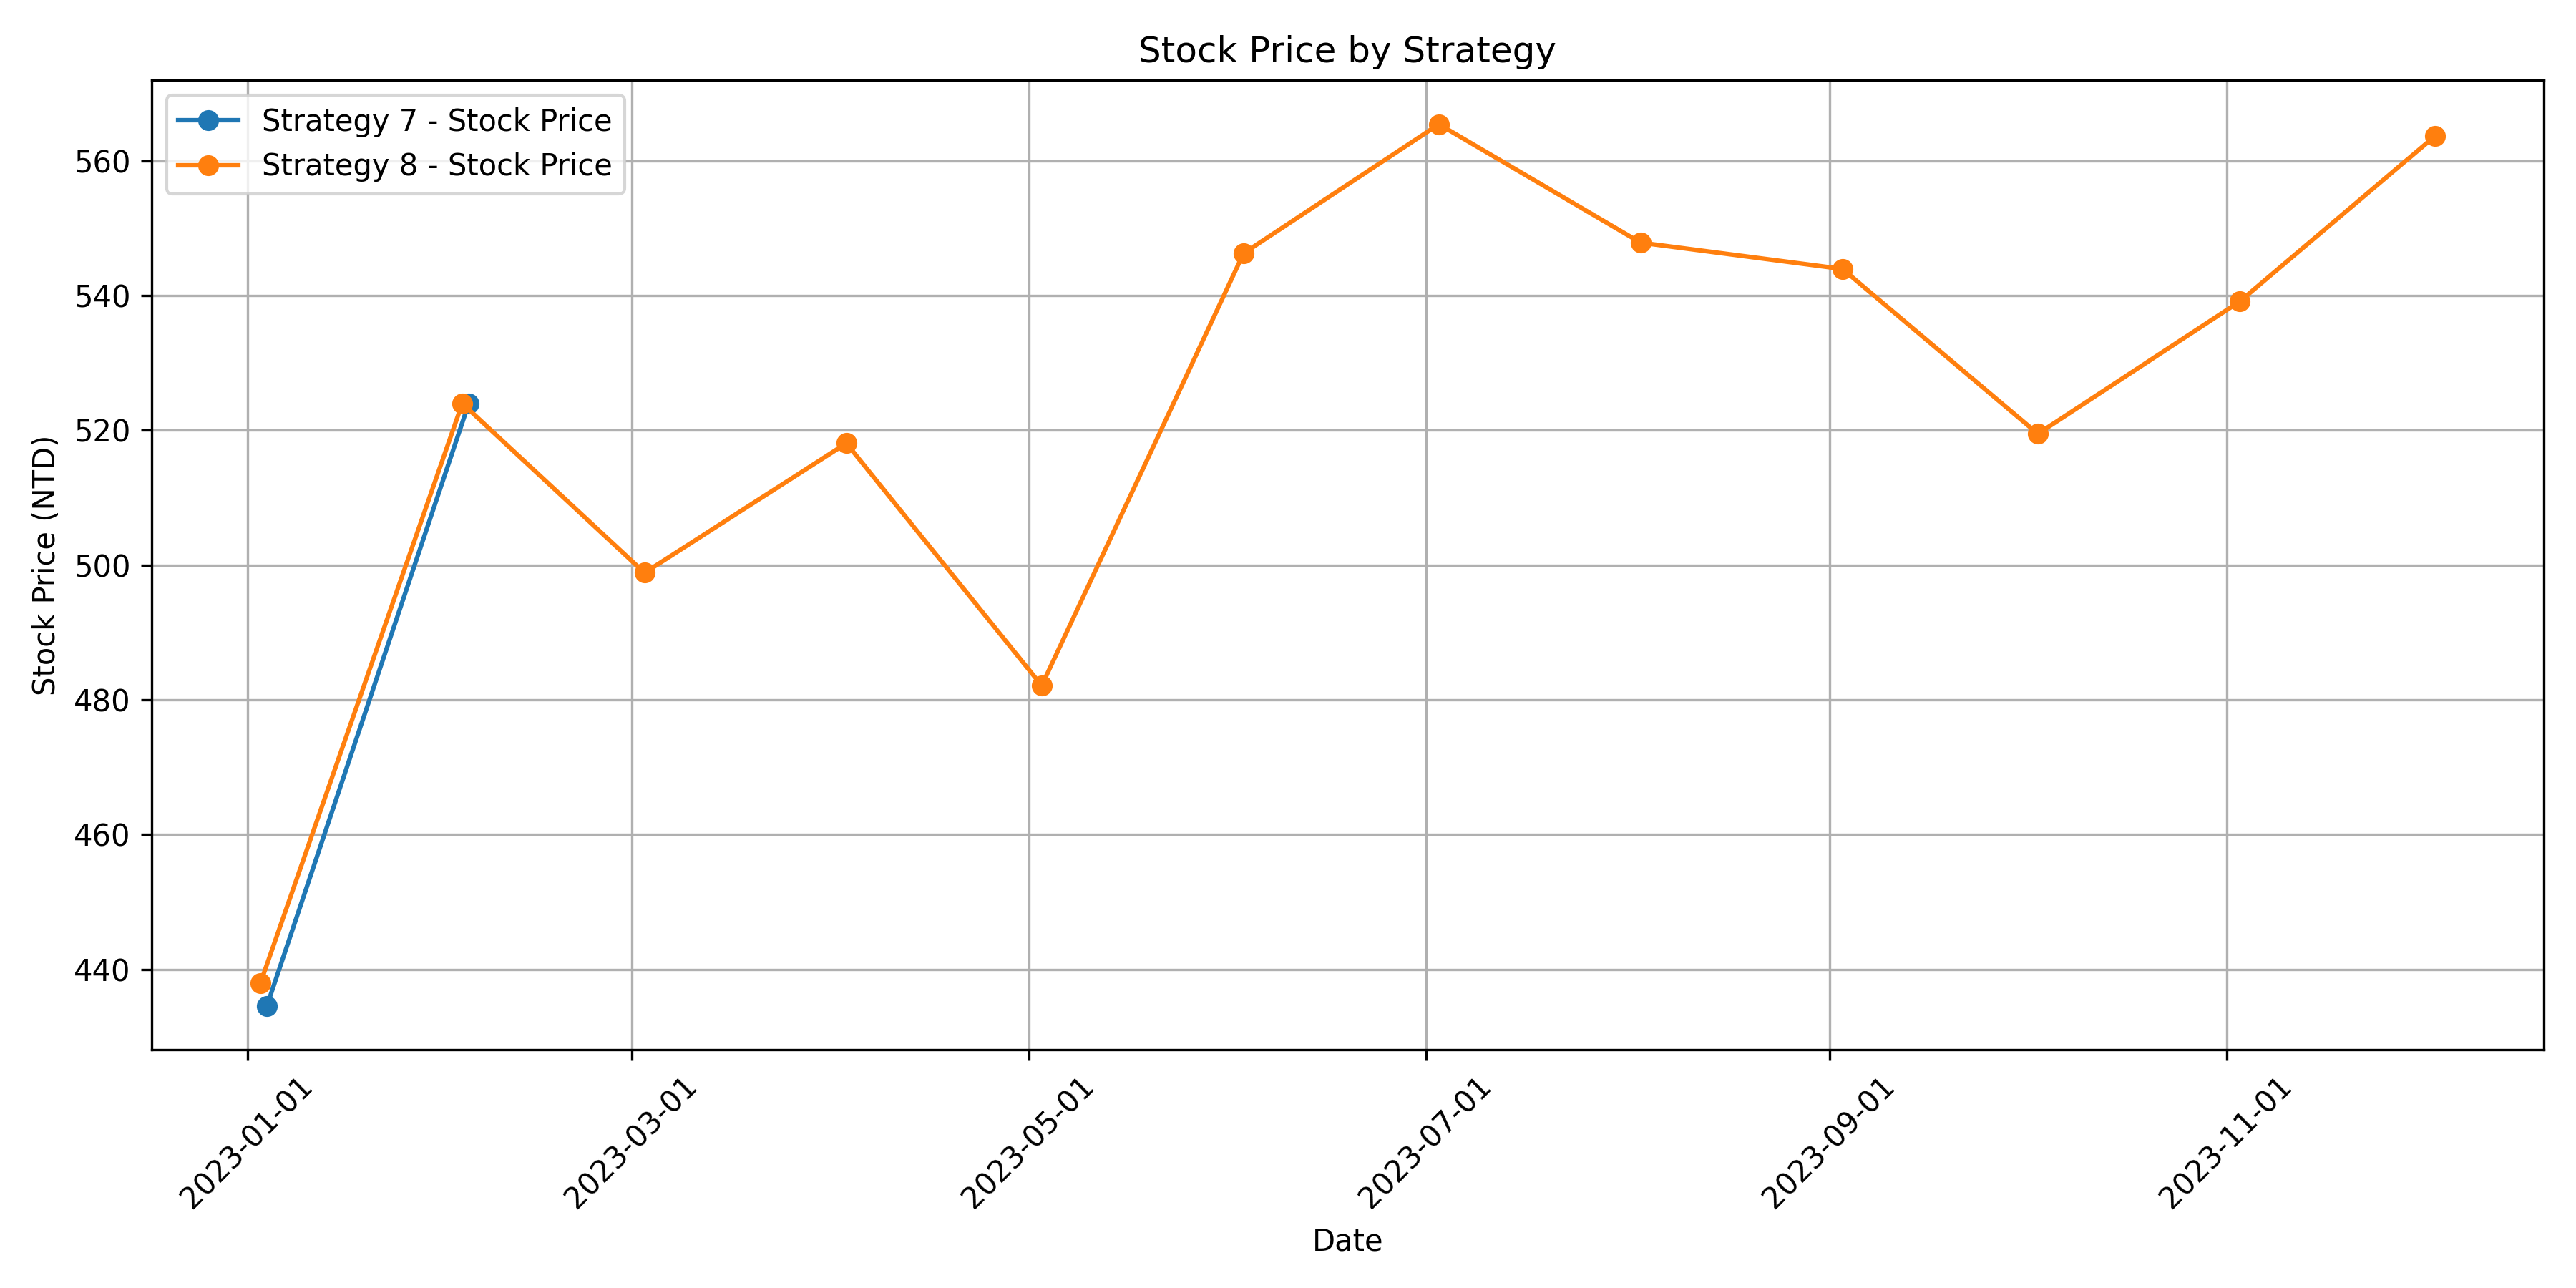 Stock Price by Strategy
Strategy 7 - Stock Price
Strategy 8 - Stock Price
Stock Price (NTD)
560
540
520
500
480
460
440
2023-01-01
2023-03-01
2023-05-01
2023-07-01
2023-09-01
2023-11-01
Date